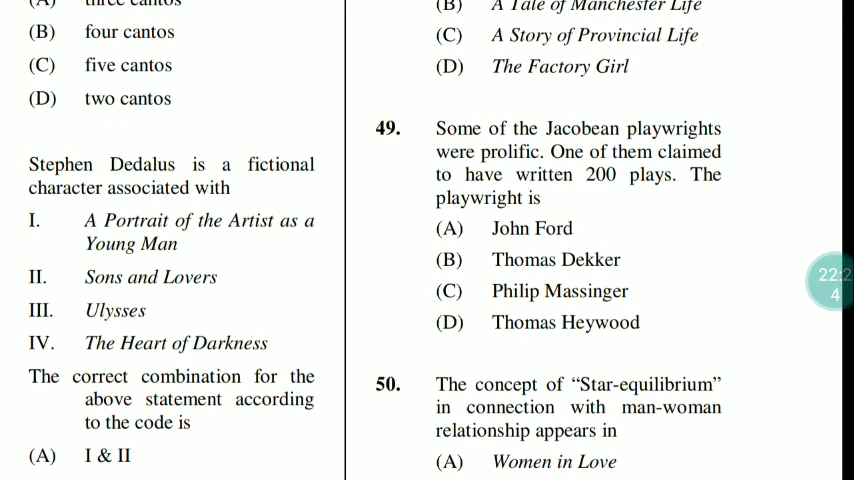 (A) three cantos
(B) four cantos
(C) five cantos
(D) two cantos
Stephen Dedalus is a fictional
character associated with
I. A Portrait of the Artist as a
Young Man
II. Sons and Lovers
III. Ulysses
IV. The Heart of Darkness
The correct combination for the
above statement according
to the code is
(A) I & II
(B) A Tale of Manchester Life
(C) A Story of Provincial Life
(D) The Factory Girl
49. Some of the Jacobean playwrights
were prolific. One of them claimed
to have written 200 plays. The
playwright is
(A) John Ford
(B) Thomas Dekker
(C) Philip Massinger
(D) Thomas Heywood
50. The concept of “Star-equilibrium”
in connection with man-woman
relationship appears in
(A) Women in Love
22:2
4